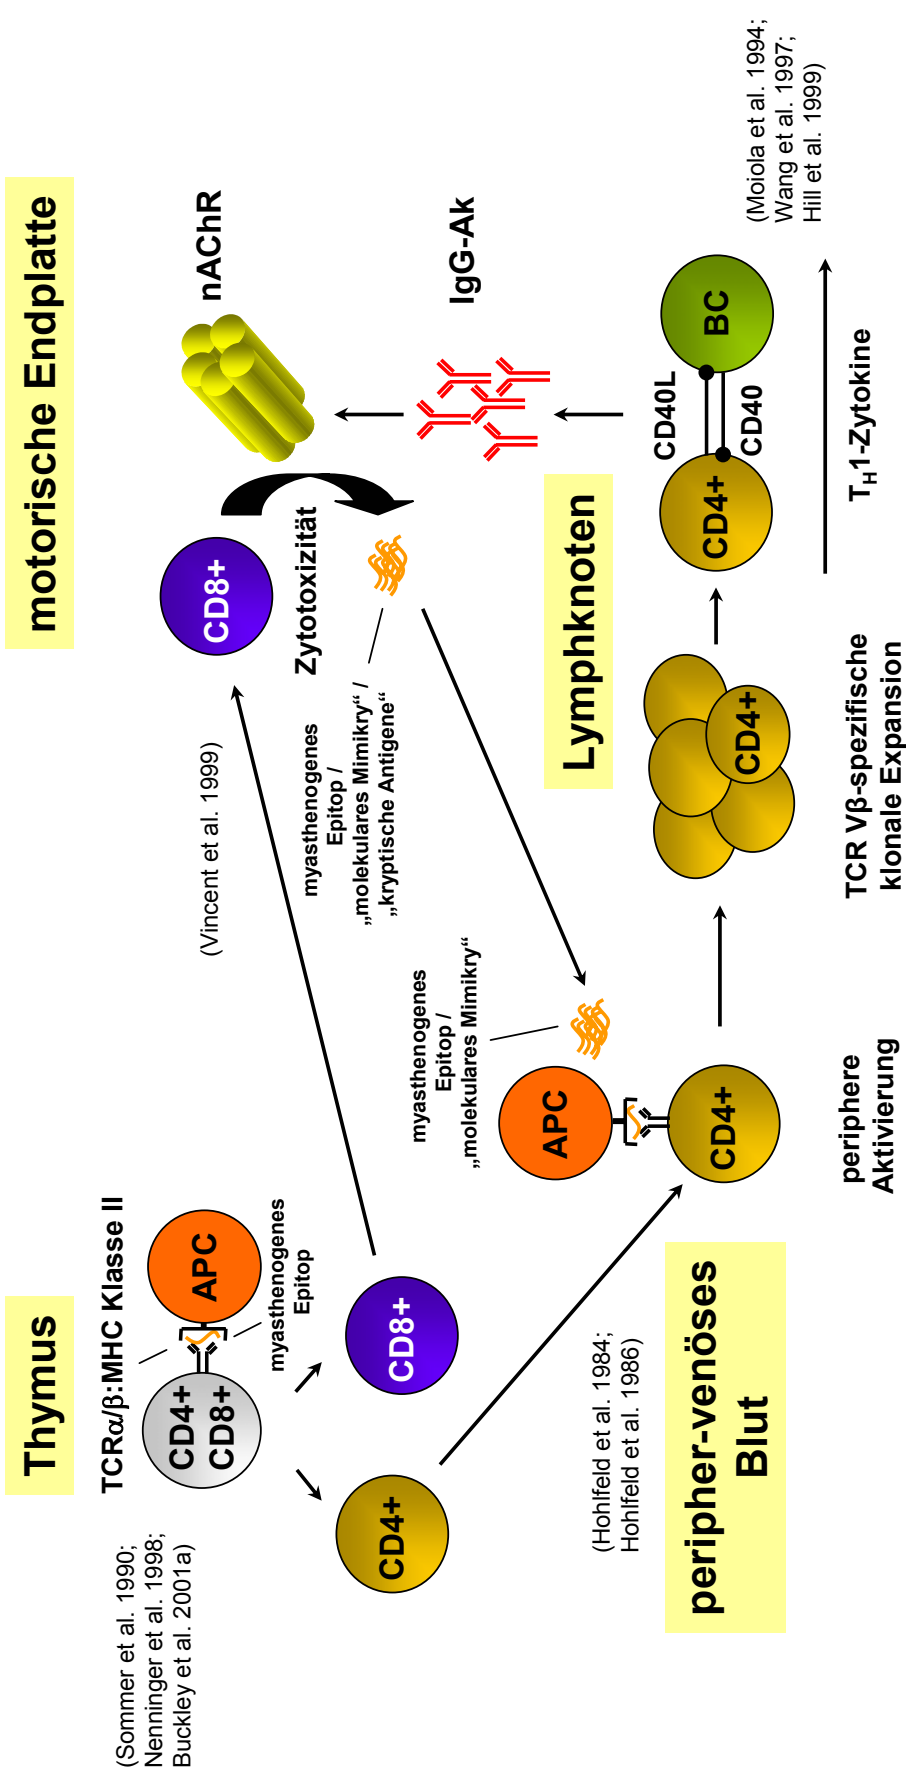 Thymus
motorische Endplatte
(Sommer et al. 1990;
Nenninger et al. 1998;
Buckley et al. 2001a)
TCRα/β:MHC Klasse II
CD4+
CD8+
APC
myasthenogenes
Epitop
CD4+
CD8+
(Vincent et al. 1999)
CD8+
Zytotoxizität
nAChR
IgG-Ak
myasthenogenes
Epitop /
„molekulares Mimikry“ /
„kryptische Antigene“
myasthenogenes
Epitop /
„molekulares Mimikry“
APC
CD4+
(Hohlfeld et al. 1984;
Hohlfeld et al. 1986)
peripher-venöses
Blut
periphere
Aktivierung
Lymphknoten
CD4+
TCR Vβ-spezifische
klonale Expansion
CD4+
CD40L
CD40
BC
TH1-Zytokine
(Moiola et al. 1994;
Wang et al. 1997;
Hill et al. 1999)